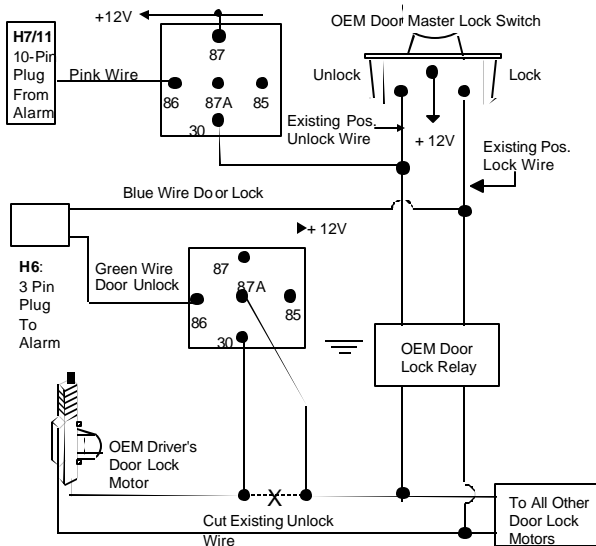 +12V
OEM Door Master Lock Switch
H7/11
10-Pin
Plug
From
Alarm
Pink Wire
87
86
87A
85
30
Unlock
Lock
+ 12V
Existing Pos.
Unlock Wire
Existing Pos.
Lock Wire
Blue Wire Door Lock
+ 12V
H6:
3 Pin
Plug
To
Alarm
Green Wire
Door Unlock
87
87A
86
85
30
OEM Door
Lock Relay
OEM Driver's
Door Lock
Motor
X
Cut Existing Unlock
Wire
To All Other
Door Lock
Motors